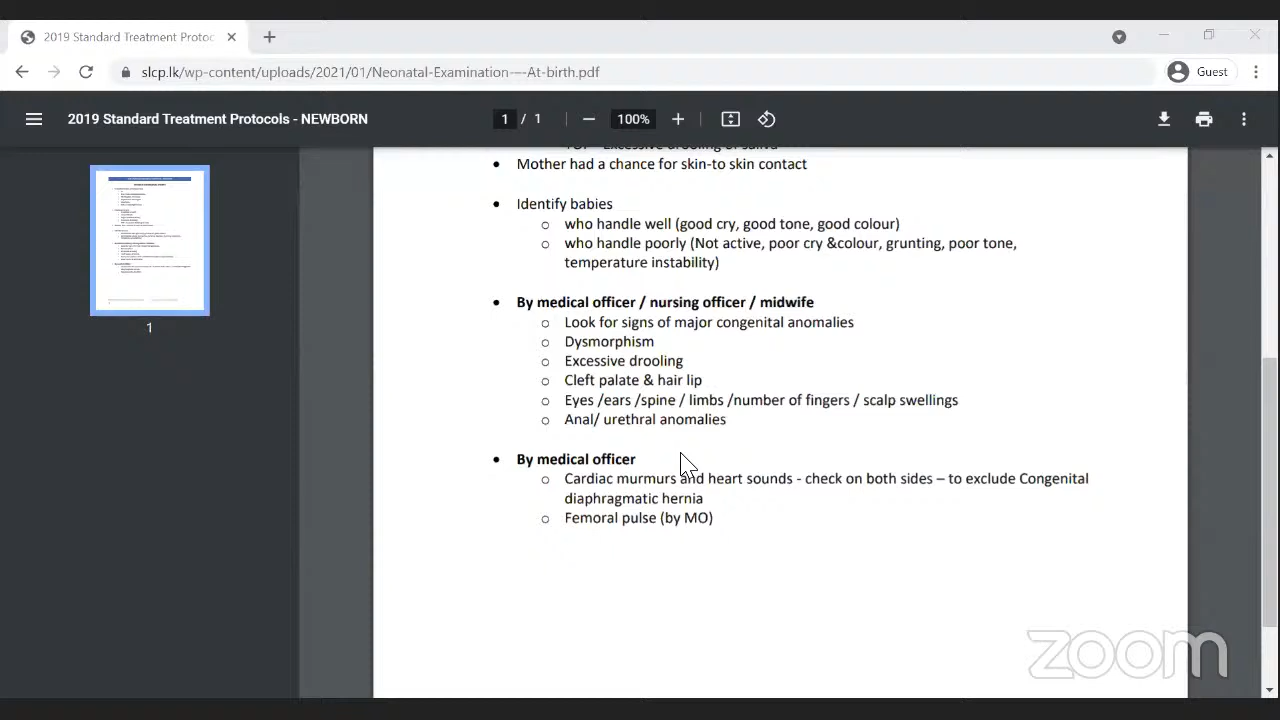 2019 Standard Treatment Protoc
slcp.lk/wp-content/uploads/2021/01/Neonatal-Examination-–-At-birth.pdf
Guest
2019 Standard Treatment Protocols - NEWBORN
1 / 1
100%
1
• Mother had a chance for skin-to skin contact
• Identify babies
o who handle well (good cry, good tone, good colour)
o who handle poorly (Not active, poor cry &colour, grunting, poor tone,
temperature instability)
• By medical officer / nursing officer / midwife
o Look for signs of major congenital anomalies
o Dysmorphism
o Excessive drooling
o Cleft palate & hair lip
o Eyes /ears /spine / limbs /number of fingers / scalp swellings
o Anal/ urethral anomalies
• By medical officer
o Cardiac murmurs and heart sounds - check on both sides – to exclude Congenital
diaphragmatic hernia
o Femoral pulse (by MO)
zoom